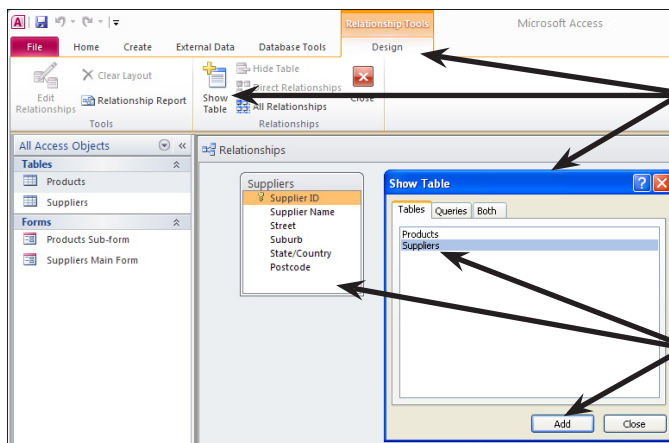 Relationship Tools
Microsoft Access
File Home Create External Data Database Tools Design
Edit Relationships
Clear Layout
Relationship Report
Tools
Show Table
Hide Table
Direct Relationships
All Relationships
Close
Relationships
All Access Objects
Tables
Products
Suppliers
Forms
Products Sub-form
Suppliers Main Form
Relationships
Suppliers
Supplier ID
Supplier Name
Street
Suburb
State/Country
Postcode
Show Table
Tables Queries Both
Products
Suppliers
Add Close